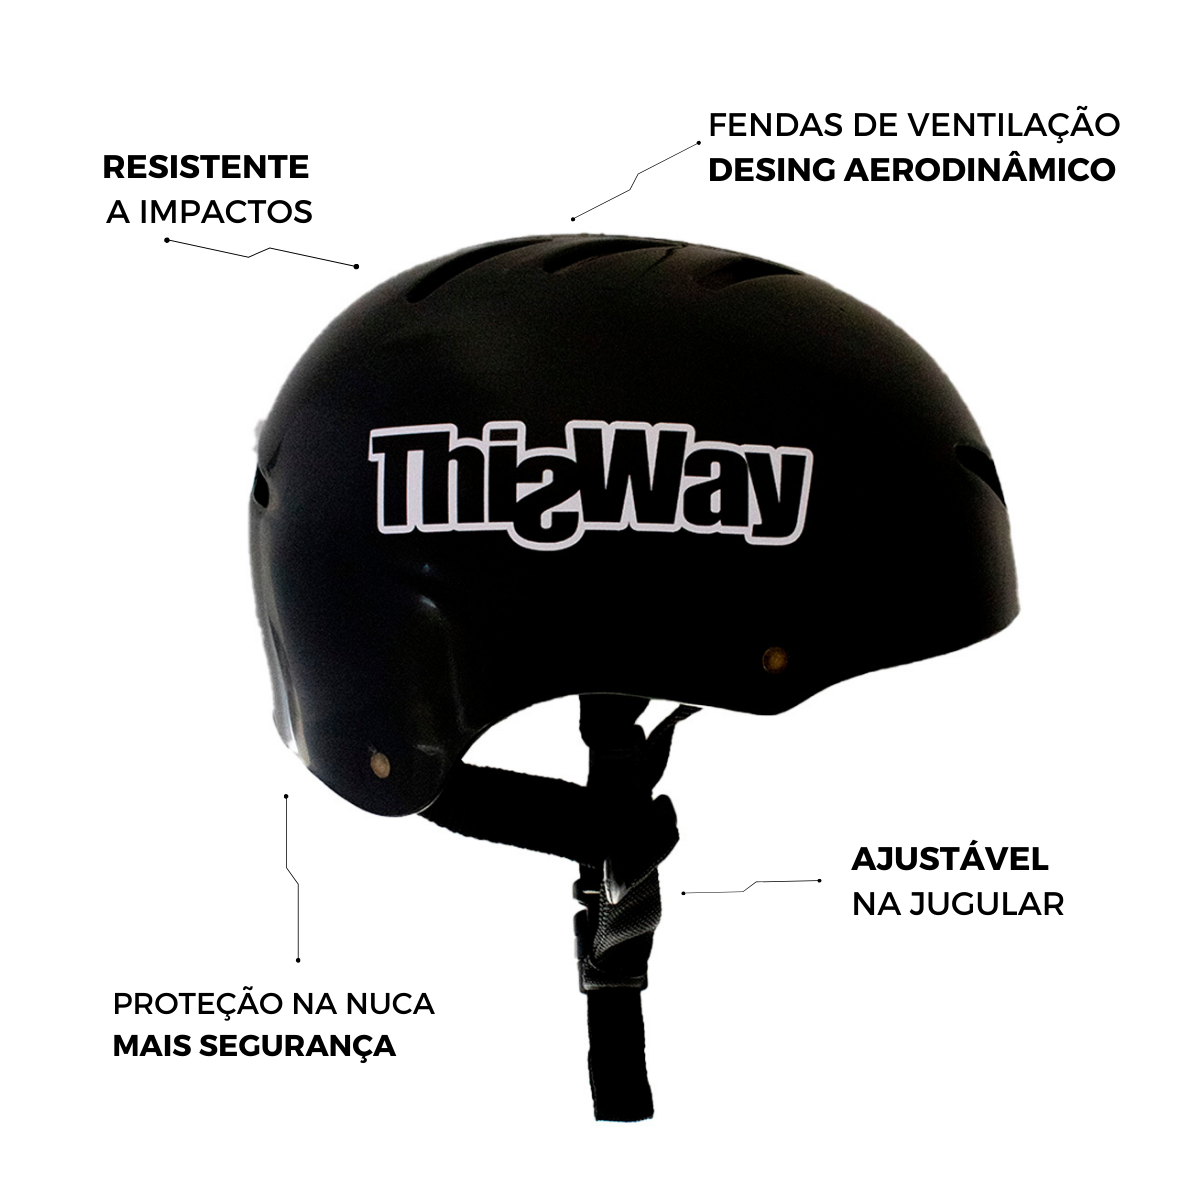 RESISTENTE
A IMPACTOS
FENDAS DE VENTILAÇÃO
DESING AERODINÂMICO
ThisWay
AJUSTÁVEL
NA JUGULAR
PROTEÇÃO NA NUCA
MAIS SEGURANÇA